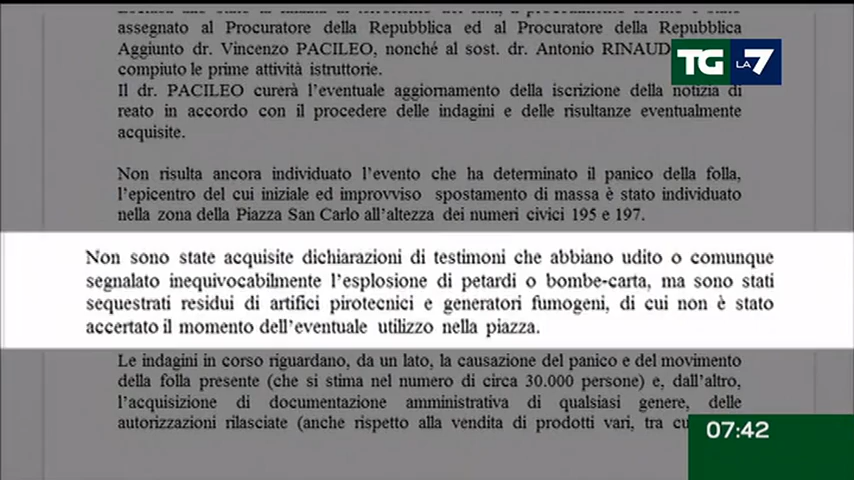 assegnato al Procuratore della Repubblica ed al Procuratore della Repubblica
Aggiunto dr. Vincenzo PACILEO, nonché al sost. dr. Antonio RINAUD
compiuto le prime attività istruttorie.
Il dr. PACILEO curerà l'eventuale aggiornamento della iscrizione della notizia di
reato in accordo con il procedere delle indagini e delle risultanze eventualmente
acquisite.
Non risulta ancora individuato l'evento che ha determinato il panico della folla,
l'epicentro del cui iniziale ed improvviso spostamento di massa è stato individuato
nella zona della Piazza San Carlo all'altezza dei numeri civici 195 e 197.
Non sono state acquisite dichiarazioni di testimoni che abbiano udito o comunque
segnalato inequivocabilmente l'esplosione di petardi o bombe-carta, ma sono stati
sequestrati residui di artifici pirotecnici e generatori fumogeni, di cui non è stato
accertato il momento dell'eventuale utilizzo nella piazza.
Le indagini in corso riguardano, da un lato, la causazione del panico e del movimento
della folla presente (che si stima nel numero di circa 30.000 persone) e, dall'altro,
l'acquisizione di documentazione amministrativa di qualsiasi genere, delle
autorizzazioni rilasciate (anche rispetto alla vendita di prodotti vari, tra cu
TG LA7
07:42